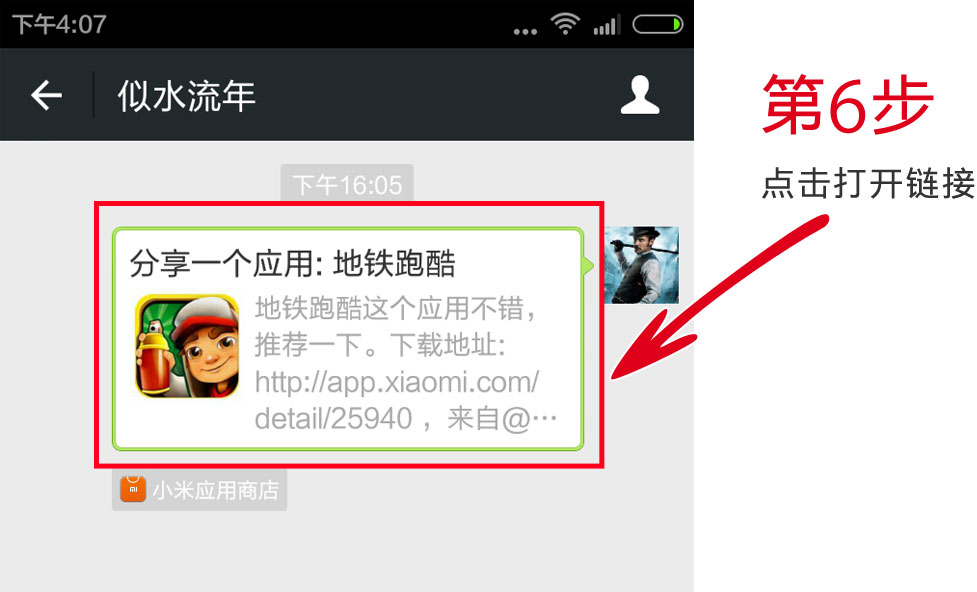 下午4:07
似水流年
第6步
点击打开链接
下午16:05
分享一个应用: 地铁跑酷
地铁跑酷这个应用不错，
推荐一下。下载地址:
http://app.xiaomi.com/
detail/25940 ，来自@…
小米应用商店